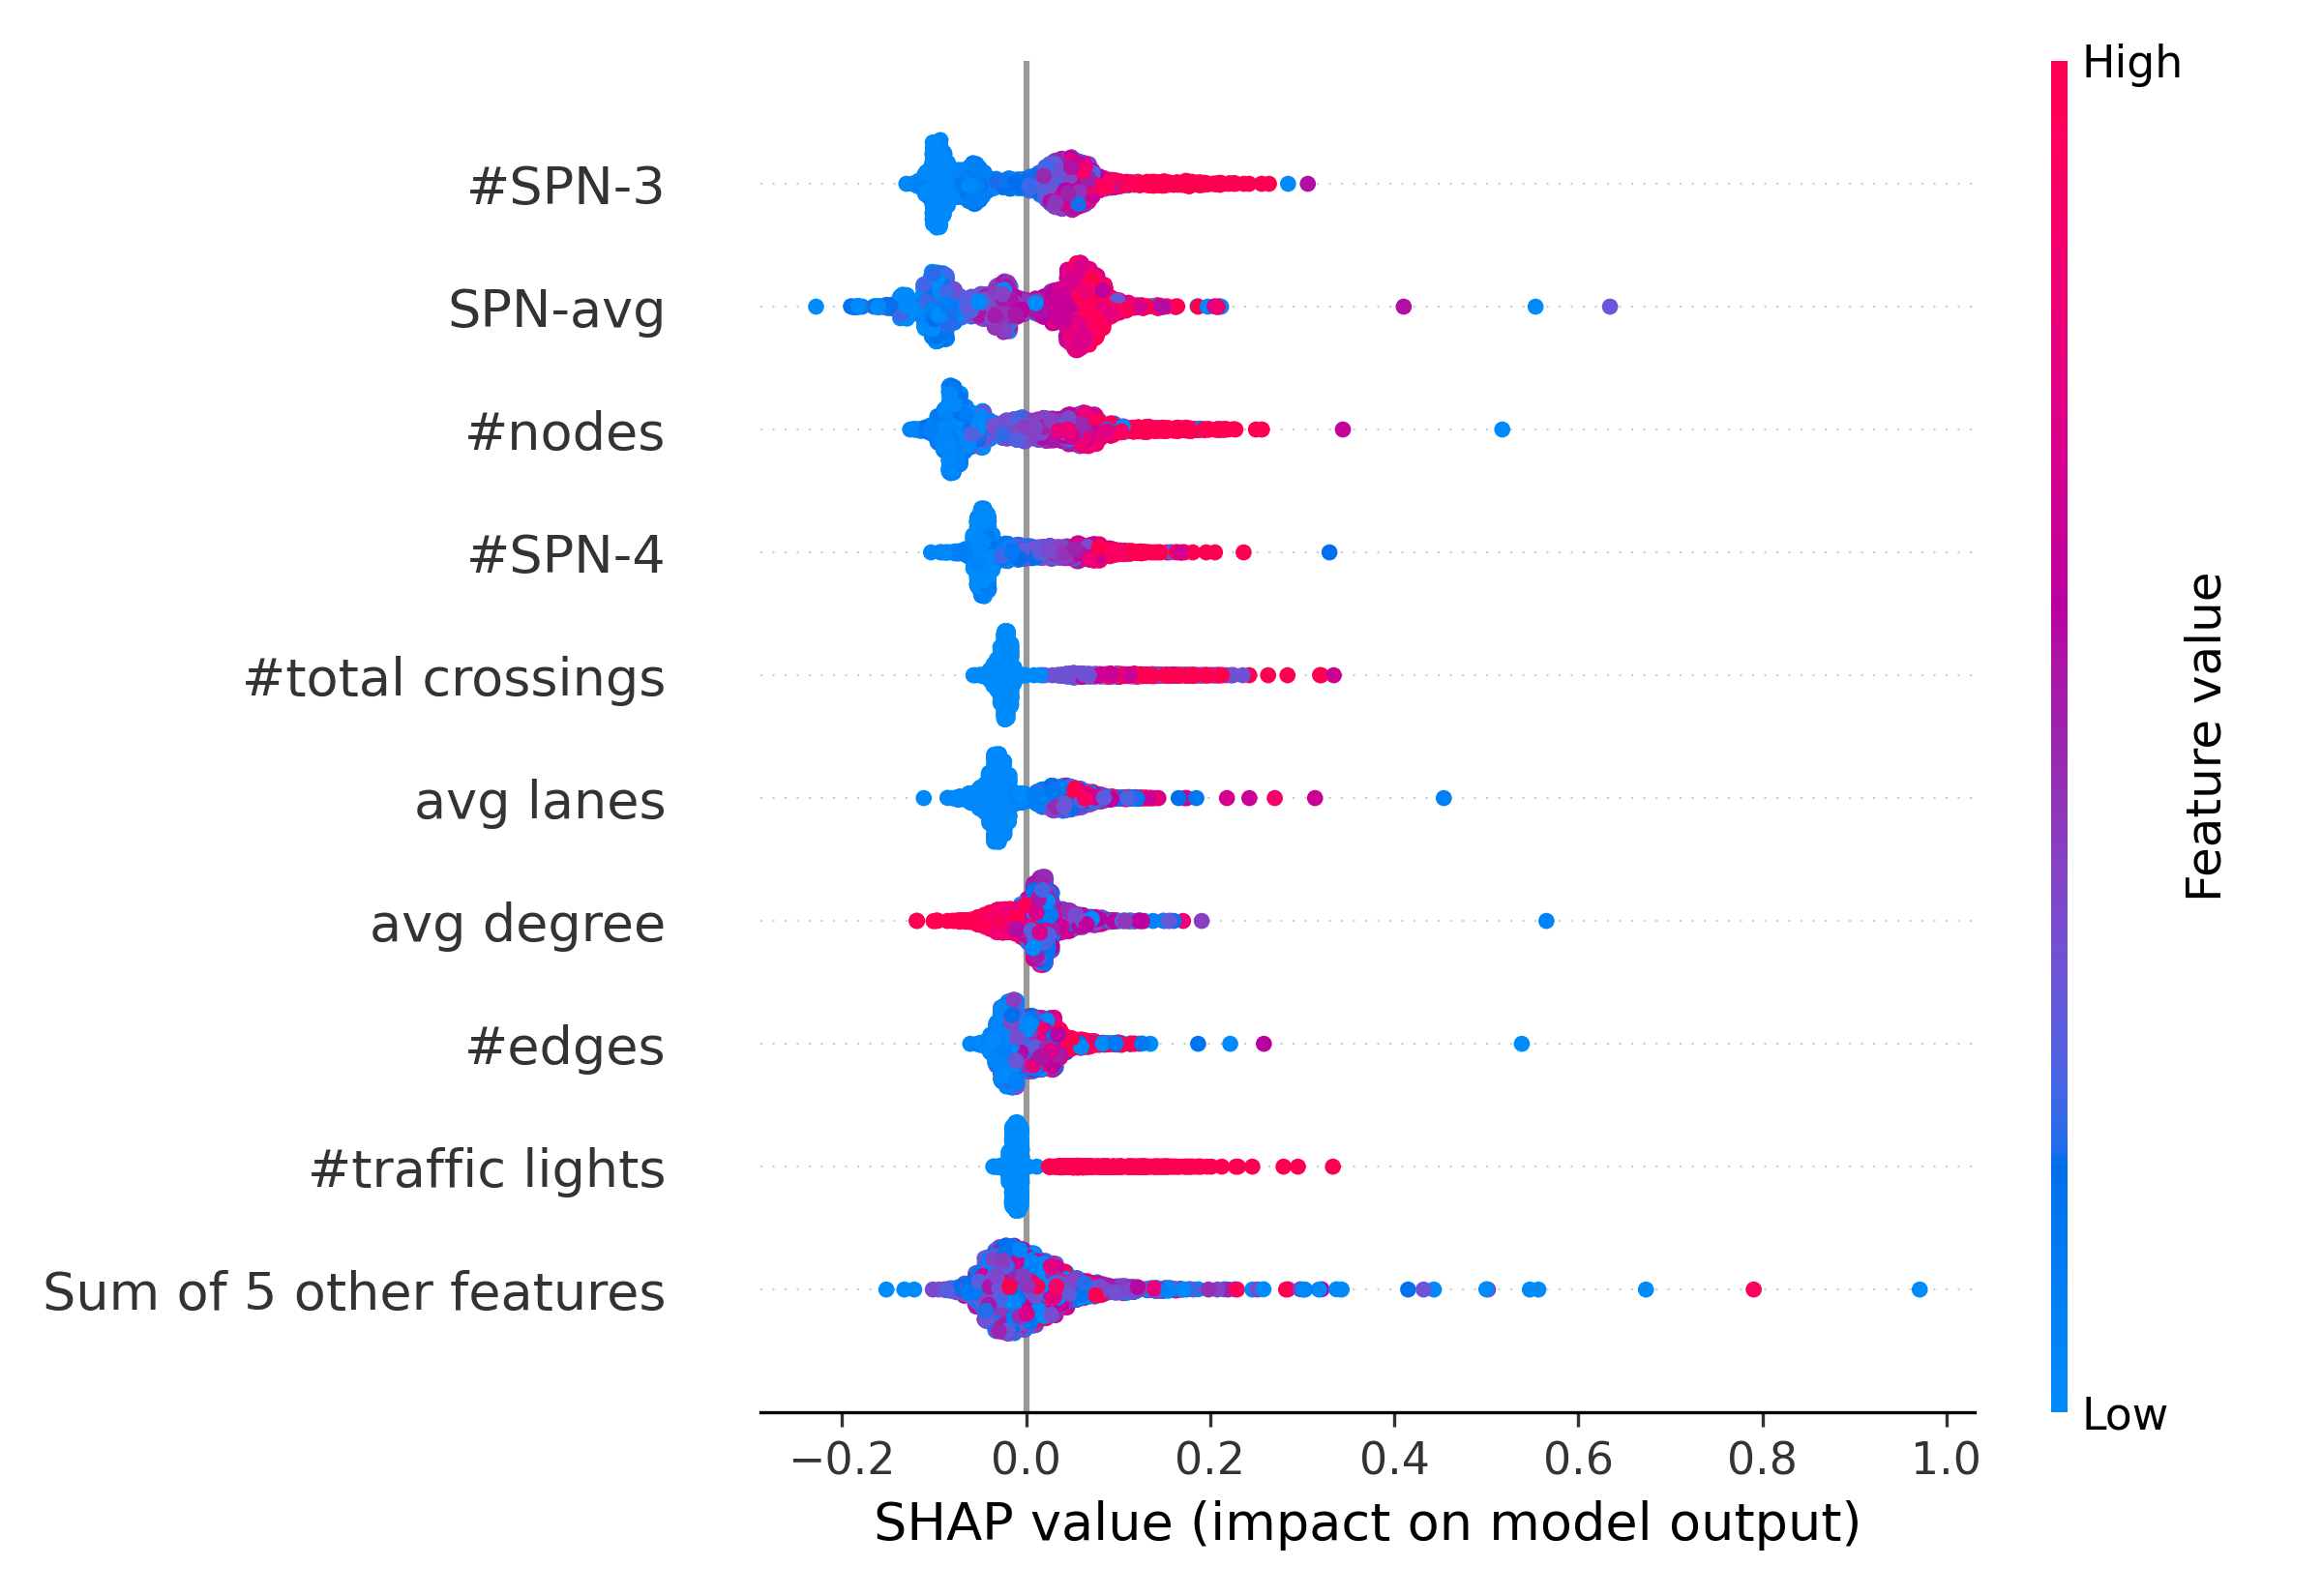 High
#SPN-3
SPN-avg
#nodes
#SPN-4
#total crossings
avg lanes
avg degree
#edges
#traffic lights
Sum of 5 other features
Feature value
Low
−0.2 0.0 0.2 0.4 0.6 0.8 1.0
SHAP value (impact on model output)